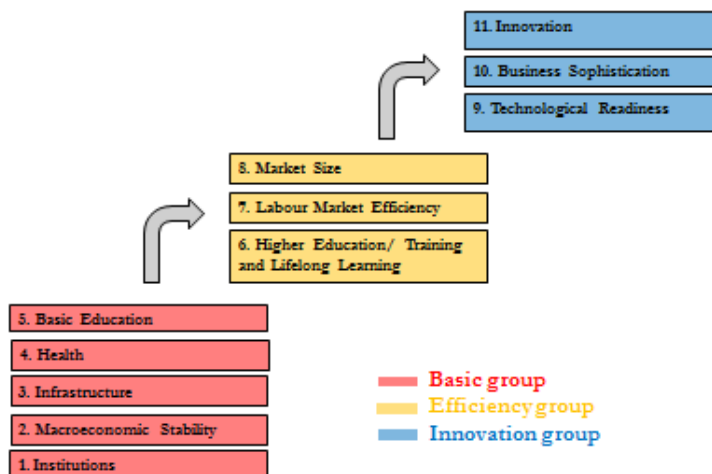 11. Innovation
10. Business Sophistication
9. Technological Readiness
8. Market Size
7. Labour Market Efficiency
6. Higher Education/ Training
and Lifelong Learning
5. Basic Education
4. Health
3. Infrastructure
2. Macroeconomic Stability
1. Institutions
Basic group
Efficiency group
Innovation group